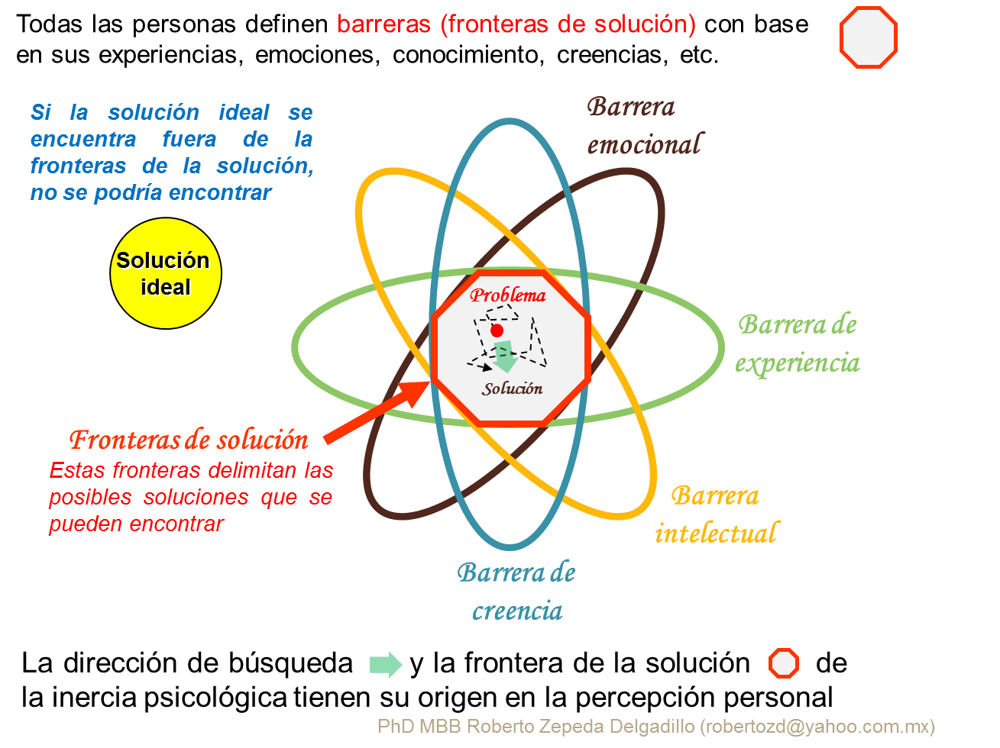 Todas las personas definen barreras (fronteras de solución) con base
en sus experiencias, emociones, conocimiento, creencias, etc.
Si la solución ideal se
encuentra fuera de la
fronteras de la solución,
no se podría encontrar
Solución
ideal
Barrera
emocional
Problema
Solución
Barrera de
experiencia
Fronteras de solución
Estas fronteras delimitan las
posibles soluciones que se
pueden encontrar
Barrera
intelectual
Barrera de
creencia
La dirección de búsqueda y la frontera de la solución de
la inercia psicológica tienen su origen en la percepción personal
PhD MBB Roberto Zepeda Delgadillo (robertozd@yahoo.com.mx)